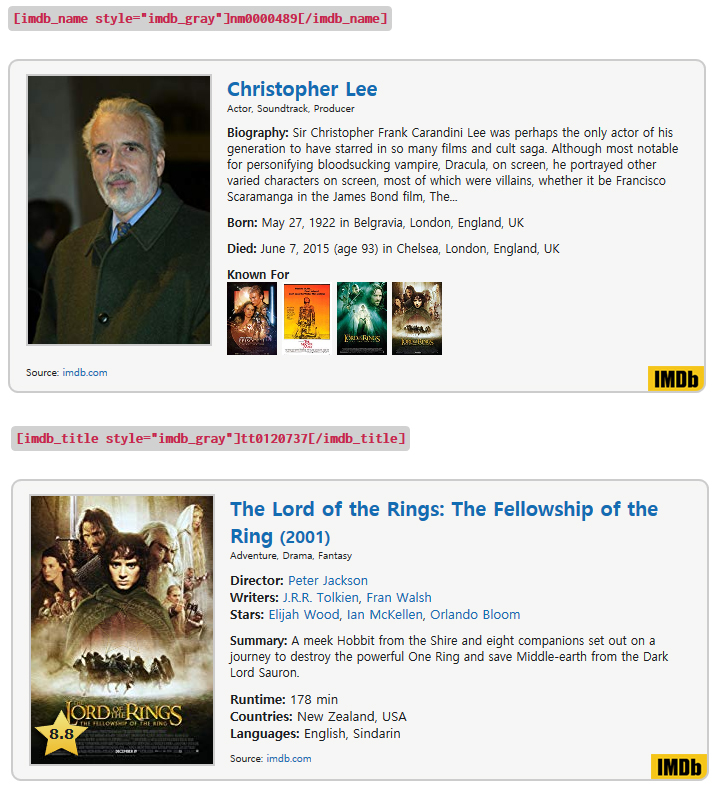 [imdb_name style="imdb_gray"]nm0000489[/imdb_name]
Christopher Lee
Actor, Soundtrack, Producer
Biography: Sir Christopher Frank Carandini Lee was perhaps the only actor of his
generation to have starred in so many films and cult saga. Although most notable
for personifying bloodsucking vampire, Dracula, on screen, he portrayed other
varied characters on screen, most of which were villains, whether it be Francisco
Scaramanga in the James Bond film, The...
Born: May 27, 1922 in Belgravia, London, England, UK
Died: June 7, 2015 (age 93) in Chelsea, London, England, UK
Known For
Source: imdb.com
IMDb
[imdb_title style="imdb_gray"]tt0120737[/imdb_title]
The Lord of the Rings: The Fellowship of the
Ring (2001)
Adventure, Drama, Fantasy
Director: Peter Jackson
Writers: J.R.R. Tolkien, Fran Walsh
Stars: Elijah Wood, Ian McKellen, Orlando Bloom
Summary: A meek Hobbit from the Shire and eight companions set out on a
journey to destroy the powerful One Ring and save Middle-earth from the Dark
Lord Sauron.
Runtime: 178 min
Countries: New Zealand, USA
Languages: English, Sindarin
Source: imdb.com
THE LORD OF THE RINGS
THE FELLOWSHIP OF THE RING
8.8
IMDb